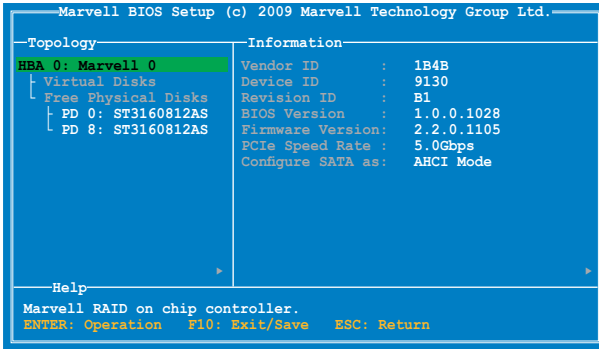 Marvell BIOS Setup (c) 2009 Marvell Technology Group Ltd.
Topology
HBA 0: Marvell 0
Virtual Disks
Free Physical Disks
PD 0: ST3160812AS
PD 8: ST3160812AS
Information
Vendor ID : 1B4B
Device ID : 9130
Revision ID : B1
BIOS Version : 1.0.0.1028
Firmware Version: 2.2.0.1105
PCIe Speed Rate : 5.0Gbps
Configure SATA as: AHCI Mode
Help
Marvell RAID on chip controller.
ENTER: Operation F10: Exit/Save ESC: Return